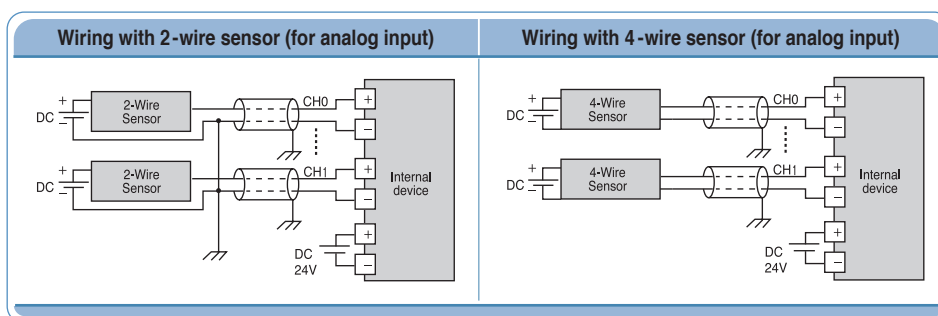 Wiring with 2-wire sensor (for analog input)
DC
+
−
2-Wire
Sensor
CH0
+
−
DC
+
−
2-Wire
Sensor
CH1
+
−
Internal
device
DC
24V
+
−
Wiring with 4-wire sensor (for analog input)
DC
+
−
4-Wire
Sensor
CH0
+
−
DC
+
−
4-Wire
Sensor
CH1
+
−
Internal
device
DC
24V
+
−